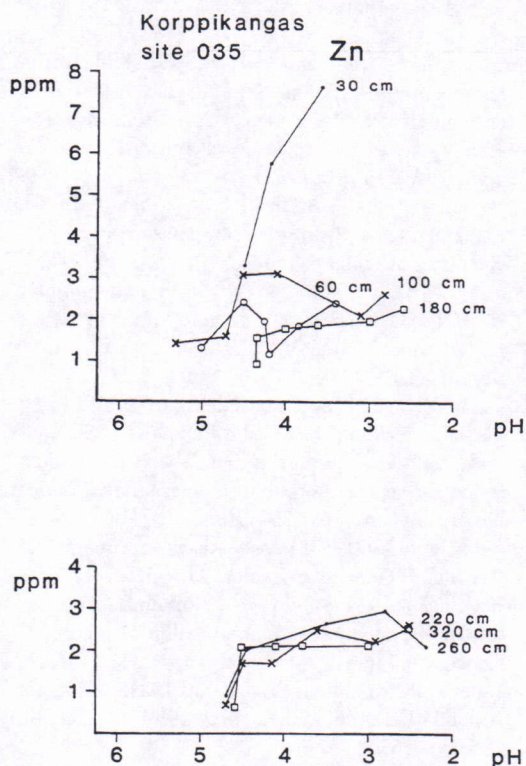 Korppikangas
site 035 Zn
ppm
8
7
6
5
4
3
2
1
30 cm
60 cm
100 cm
180 cm
6 5 4 3 2
pH
ppm
4
3
2
1
220 cm
320 cm
260 cm
6 5 4 3 2
pH